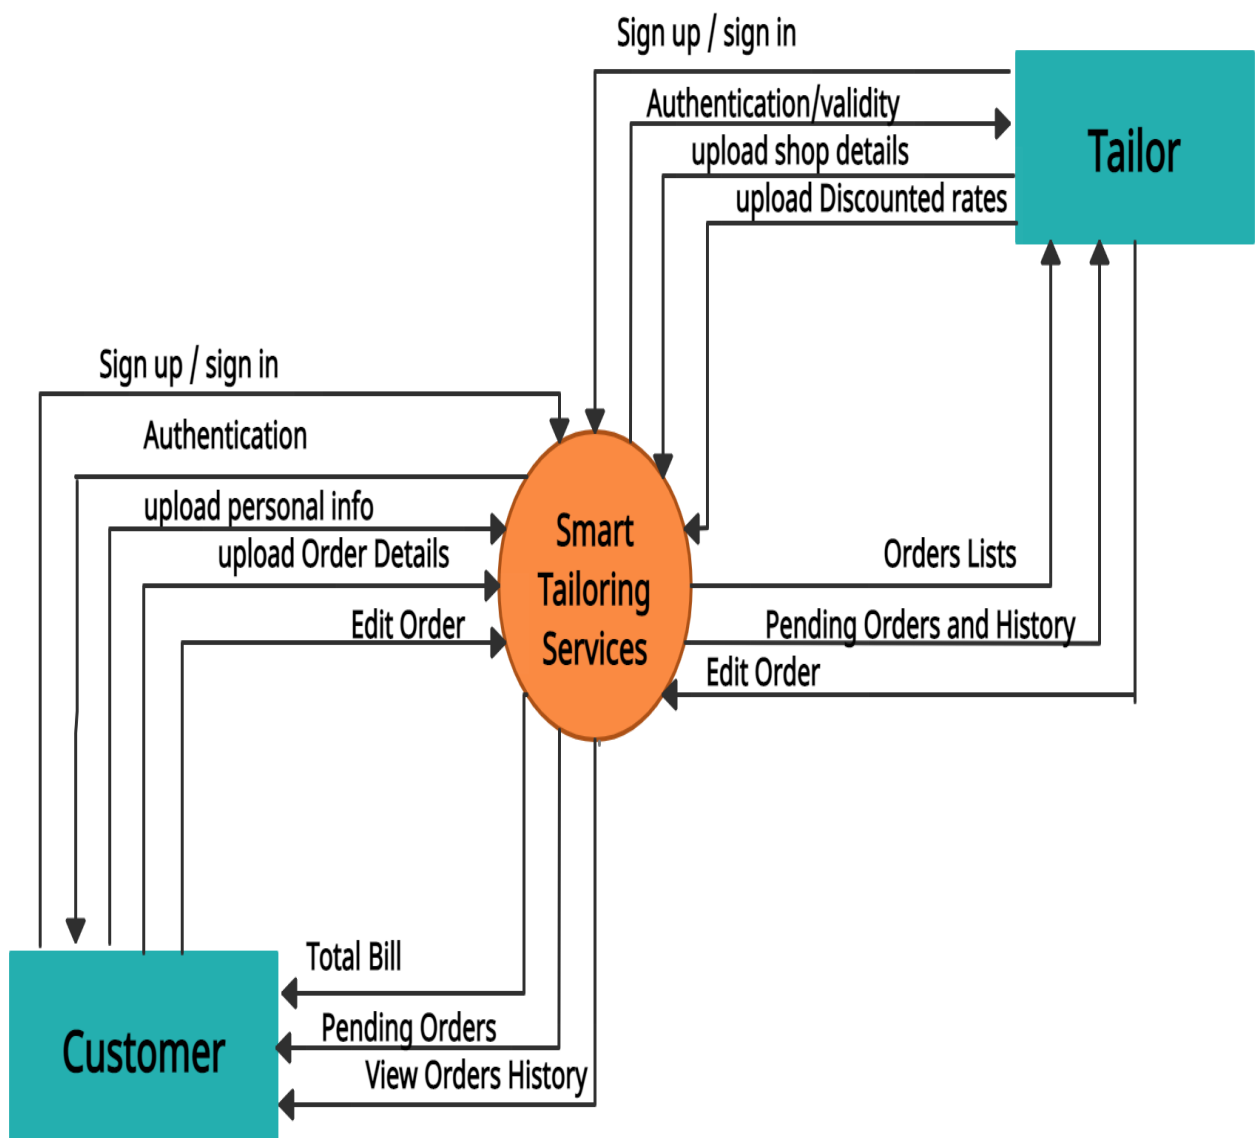 Sign up / sign in
Authentication/validity
Tailor
upload shop details
upload Discounted rates
Sign up / sign in
Authentication
upload personal info
upload Order Details
Edit Order
Smart
Tailoring
Services
Orders Lists
Pending Orders and History
Edit Order
Total Bill
Pending Orders
Customer
View Orders History